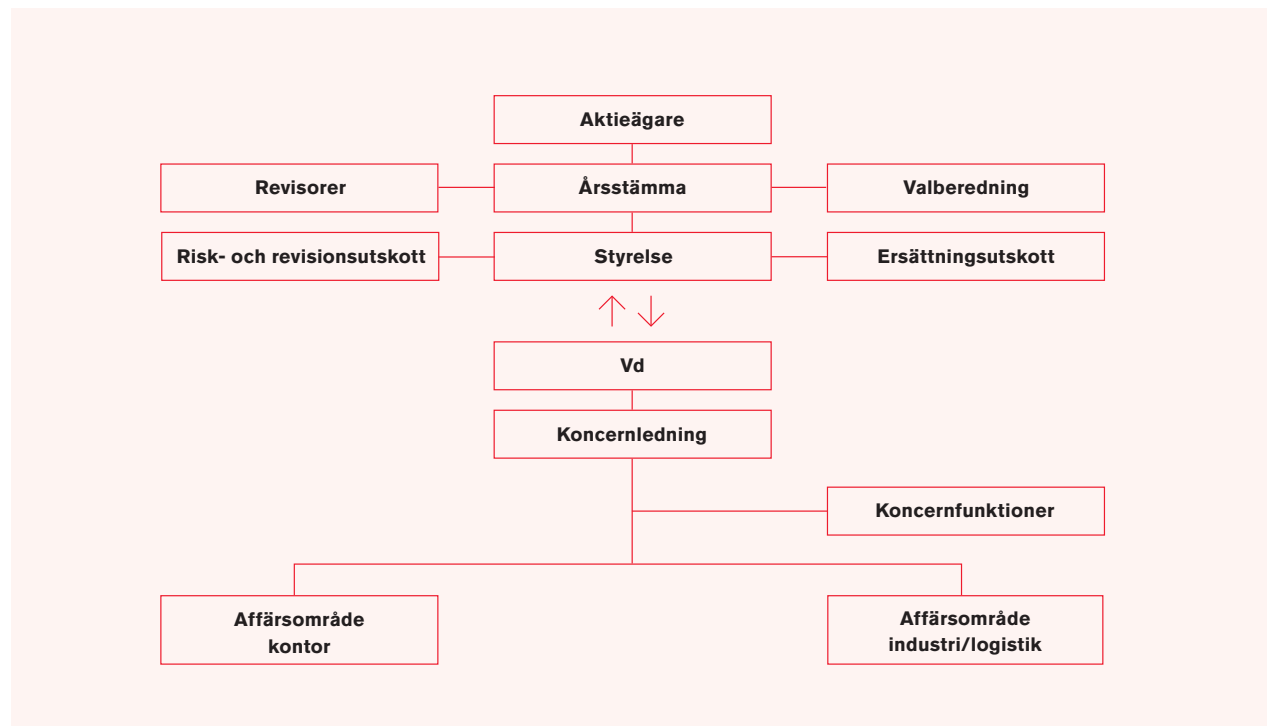 Aktieägare
Revisorer
Årsstämma
Valberedning
Risk- och revisionsutskott
Styrelse
Ersättningsutskott
Vd
Koncernledning
Koncernfunktioner
Affärsområde
kontor
Affärsområde
industri/logistik